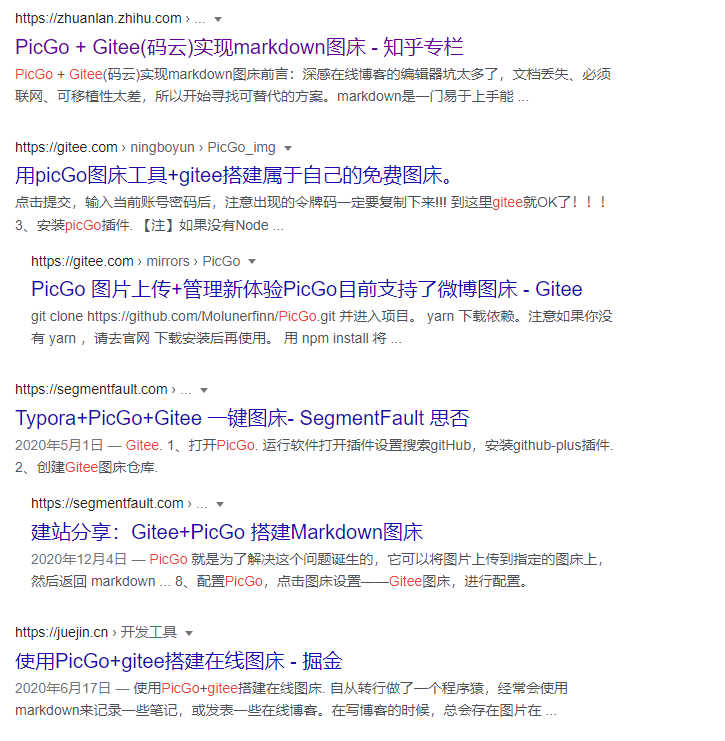 https://zhuanlan.zhihu.com › ...
PicGo + Gitee(码云)实现markdown图床 - 知乎专栏
PicGo + Gitee(码云)实现markdown图床前言：深感在线博客的编辑器坑太多了，文档丢失、必须
联网、可移植性太差，所以开始寻找可替代的方案。markdown是一门易于上手能 ...
https://gitee.com › ningboyun › PicGo_img
用picGo图床工具+gitee搭建属于自己的免费图床。
点击提交，输入当前账号密码后，注意出现的令牌码一定要复制下来!!! 到这里gitee就OK了！！！
3、安装picGo插件. 【注】如果没有Node ...
https://gitee.com › mirrors › PicGo
PicGo 图片上传+管理新体验PicGo目前支持了微博图床 - Gitee
git clone https://github.com/Molunerfinn/PicGo.git 并进入项目。 yarn 下载依赖。注意如果你没
有 yarn ，请去官网 下载安装后再使用。 用 npm install 将 ...
https://segmentfault.com › ...
Typora+PicGo+Gitee 一键图床- SegmentFault 思否
2020年5月1日 — Gitee. 1、打开PicGo. 运行软件打开插件设置搜索gitHub，安装github-plus插件.
2、创建Gitee图床仓库.
https://segmentfault.com › ...
建站分享：Gitee+PicGo 搭建Markdown图床
2020年12月4日 — PicGo 就是为了解决这个问题诞生的，它可以将图片上传到指定的图床上，
然后返回 markdown ... 8、配置PicGo，点击图床设置——Gitee图床，进行配置。
https://juejin.cn › 开发工具
使用PicGo+gitee搭建在线图床 - 掘金
2020年6月17日 — 使用PicGo+gitee搭建在线图床. 自从转行做了一个程序猿，经常会使用
markdown来记录一些笔记，或发表一些在线博客。在写博客的时候，总会存在图片在 ...